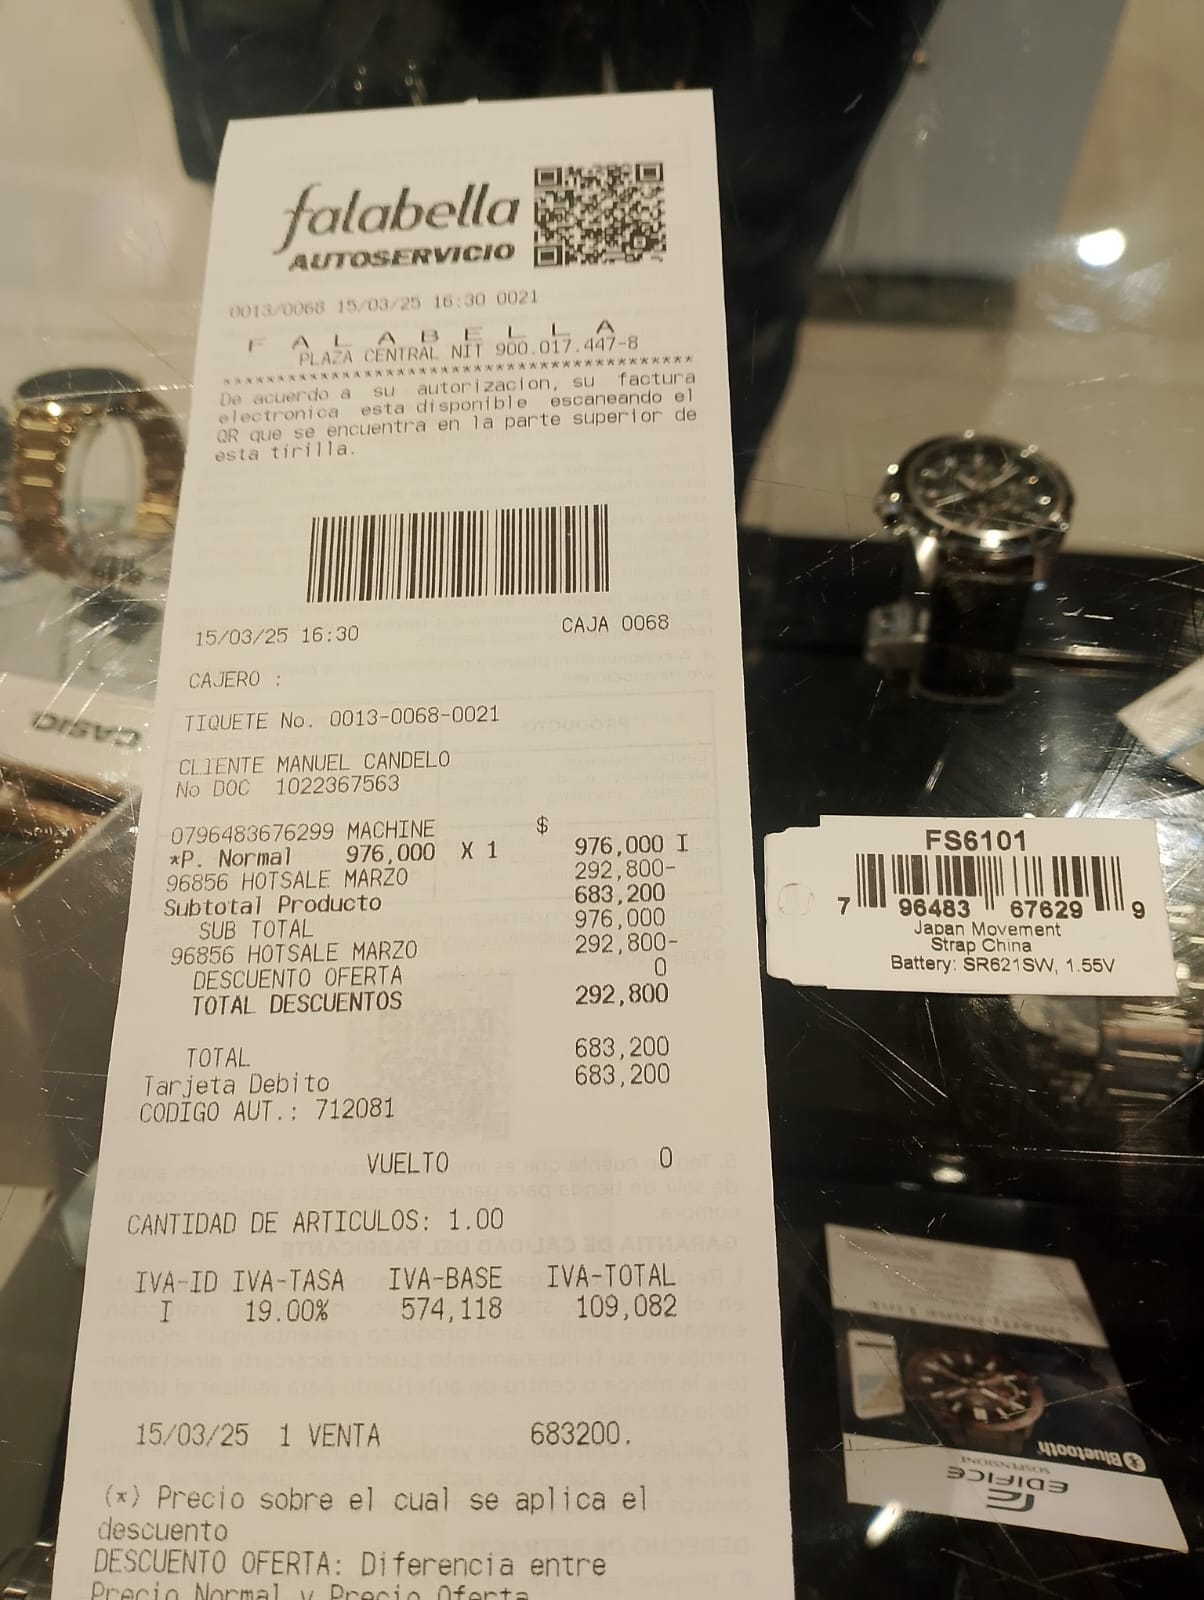 falabella
AUTOSERVICIO
0013/0068 15/03/25 16:30 0021
F A L A B E L L A
PLAZA CENTRAL NIT 900.017.447-8
****************************************
De acuerdo a su autorizacion, su factura
electronica esta disponible escaneando el
QR que se encuentra en la parte superior de
esta tirilla.
15/03/25 16:30 CAJA 0068
CAJERO :
TIQUETE No. 0013-0068-0021
CLIENTE MANUEL CANDELO
No DOC 1022367563
0796483676299 MACHINE $
*P. Normal 976,000 X 1 976,000 I
96856 HOTSALE MARZO 292,800-
Subtotal Producto 683,200
SUB TOTAL 976,000
96856 HOTSALE MARZO 292,800-
DESCUENTO OFERTA 0
TOTAL DESCUENTOS 292,800
TOTAL 683,200
Tarjeta Debito 683,200
CODIGO AUT.: 712081
VUELTO 0
CANTIDAD DE ARTICULOS: 1.00
IVA-ID IVA-TASA IVA-BASE IVA-TOTAL
I 19.00% 574,118 109,082
15/03/25 1 VENTA 683200.
(*) Precio sobre el cual se aplica el
descuento
DESCUENTO OFERTA: Diferencia entre
Precio Normal y Precio Oferta
CASIO
FS6101
7 96483 67629 9
Japan Movement
Strap China
Battery: SR621SW, 1.55V
Smartphone Link
Bluetooth
EDIFICE